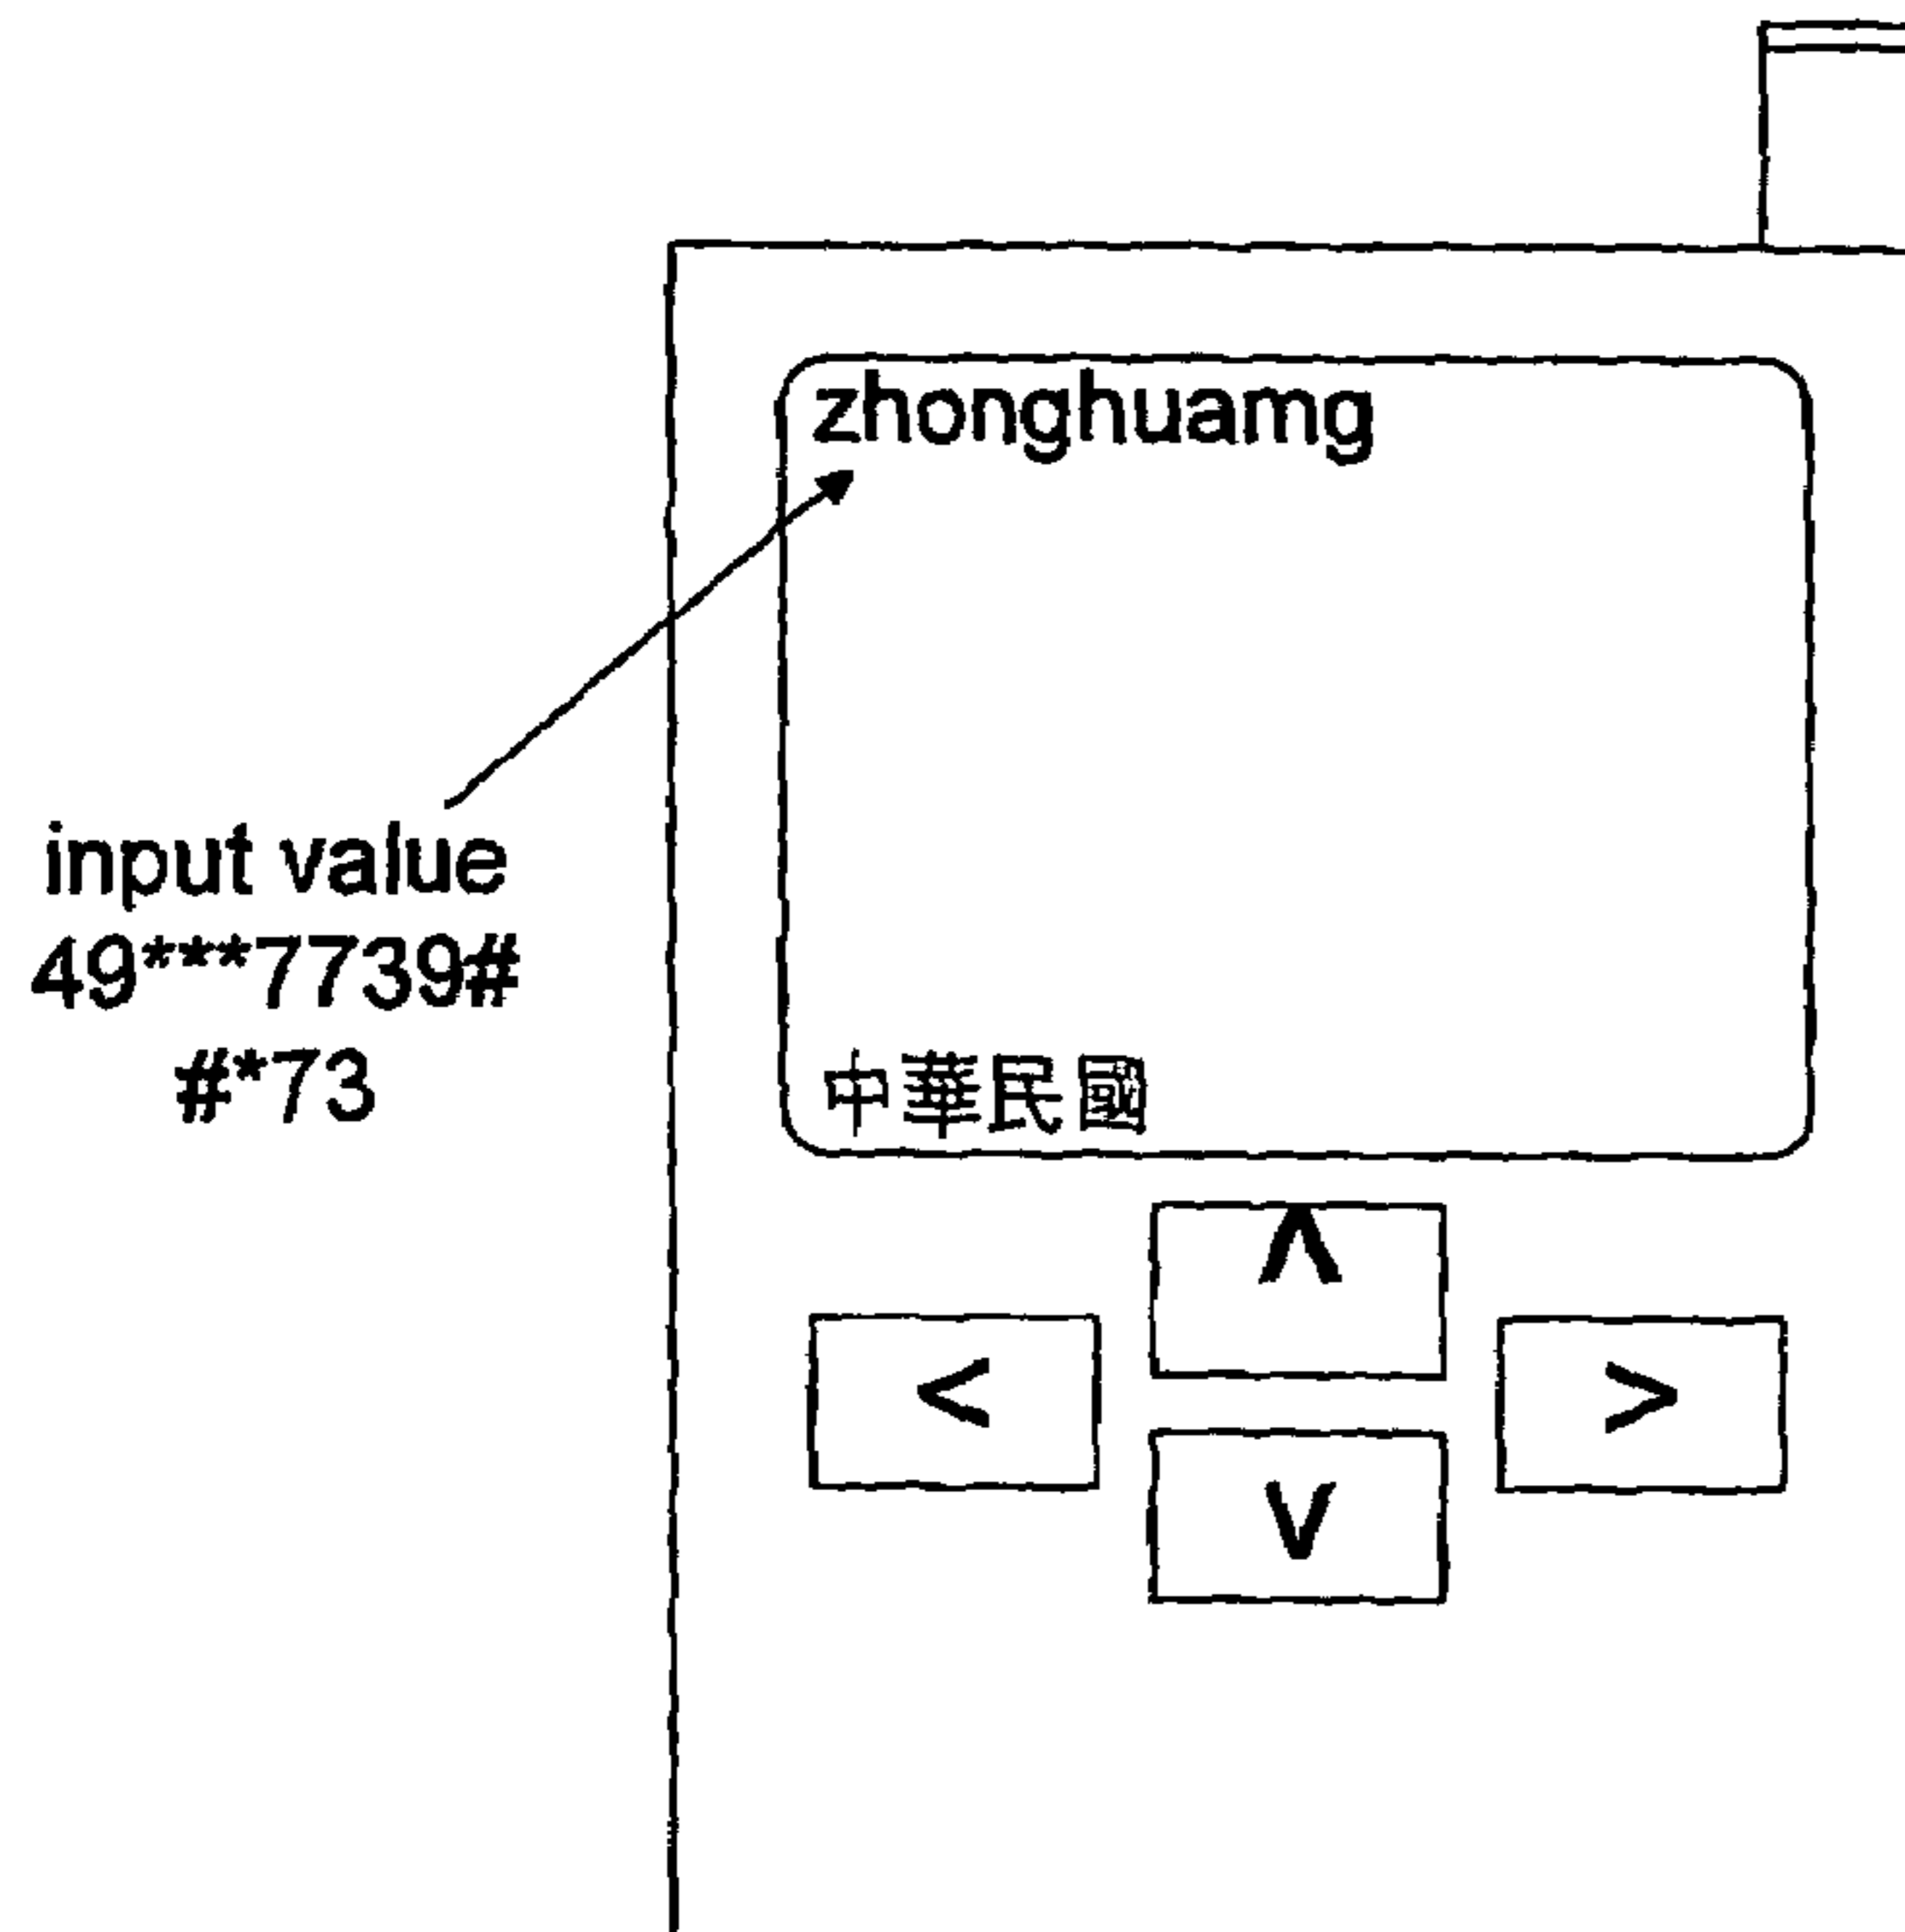 zhonghuamg
input value
49***7739#
#*73
中華民國
<
>